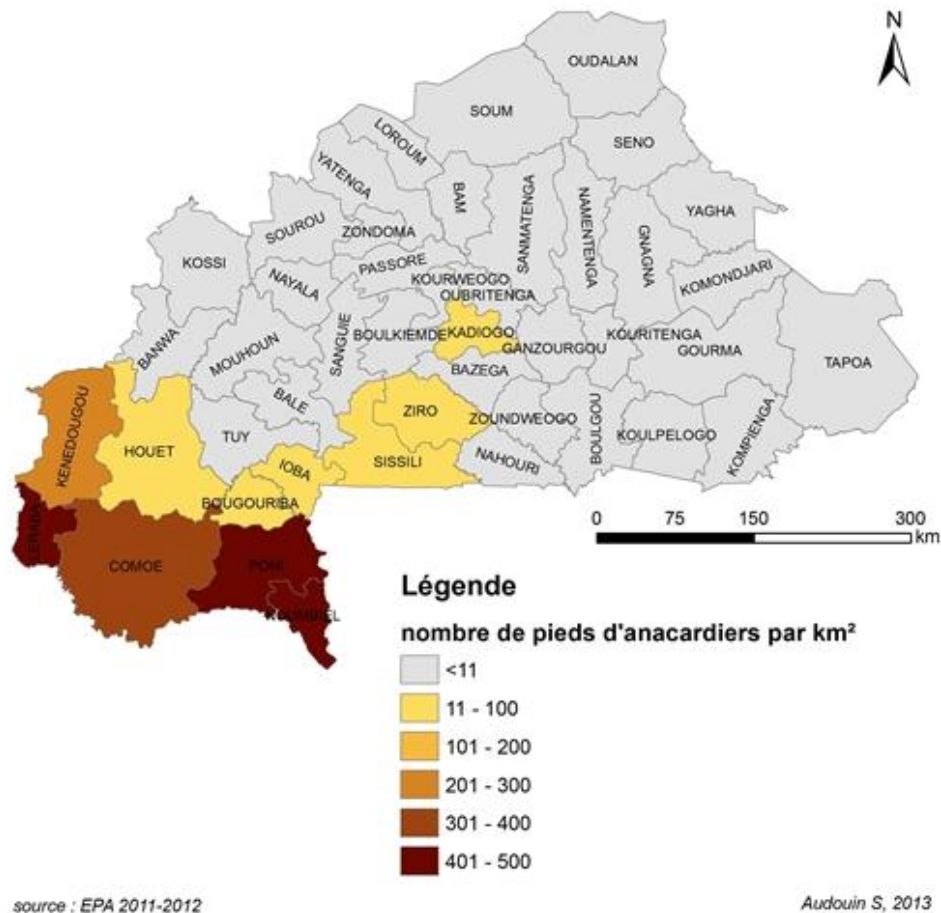 N
OUDALAN
SOUM
SENO
LOROUM
YATENGA
BAM
SANMATENGA
NAMENTENGA
YAGHA
GNAGNA
SOUROU
ZONDOMA
KOSSI
PASSORE
KOMONDJARI
NAYALA
KOURWEOGO
OUBRITENGA
BANWA
MOUHOUN
SANGUIE
BOULKIEMDE
KADIOGO
GANZOURGOU
KOURITENGA
GOURMA
TAPOA
BAZEGA
BALE
ZIRO
ZOUNDWEOGO
BOULGOU
KOULPELOGO
KOMPIENGA
KENEDOUGOU
HOUET
TUY
IOBA
SISSILI
NAHOURI
BOUGOURIBA
LERABA
COMOE
PONI
0 75 150 300
km
Légende
nombre de pieds d'anacardiers par km²
<11
11 - 100
101 - 200
201 - 300
301 - 400
401 - 500
source : EPA 2011-2012
Audouin S, 2013